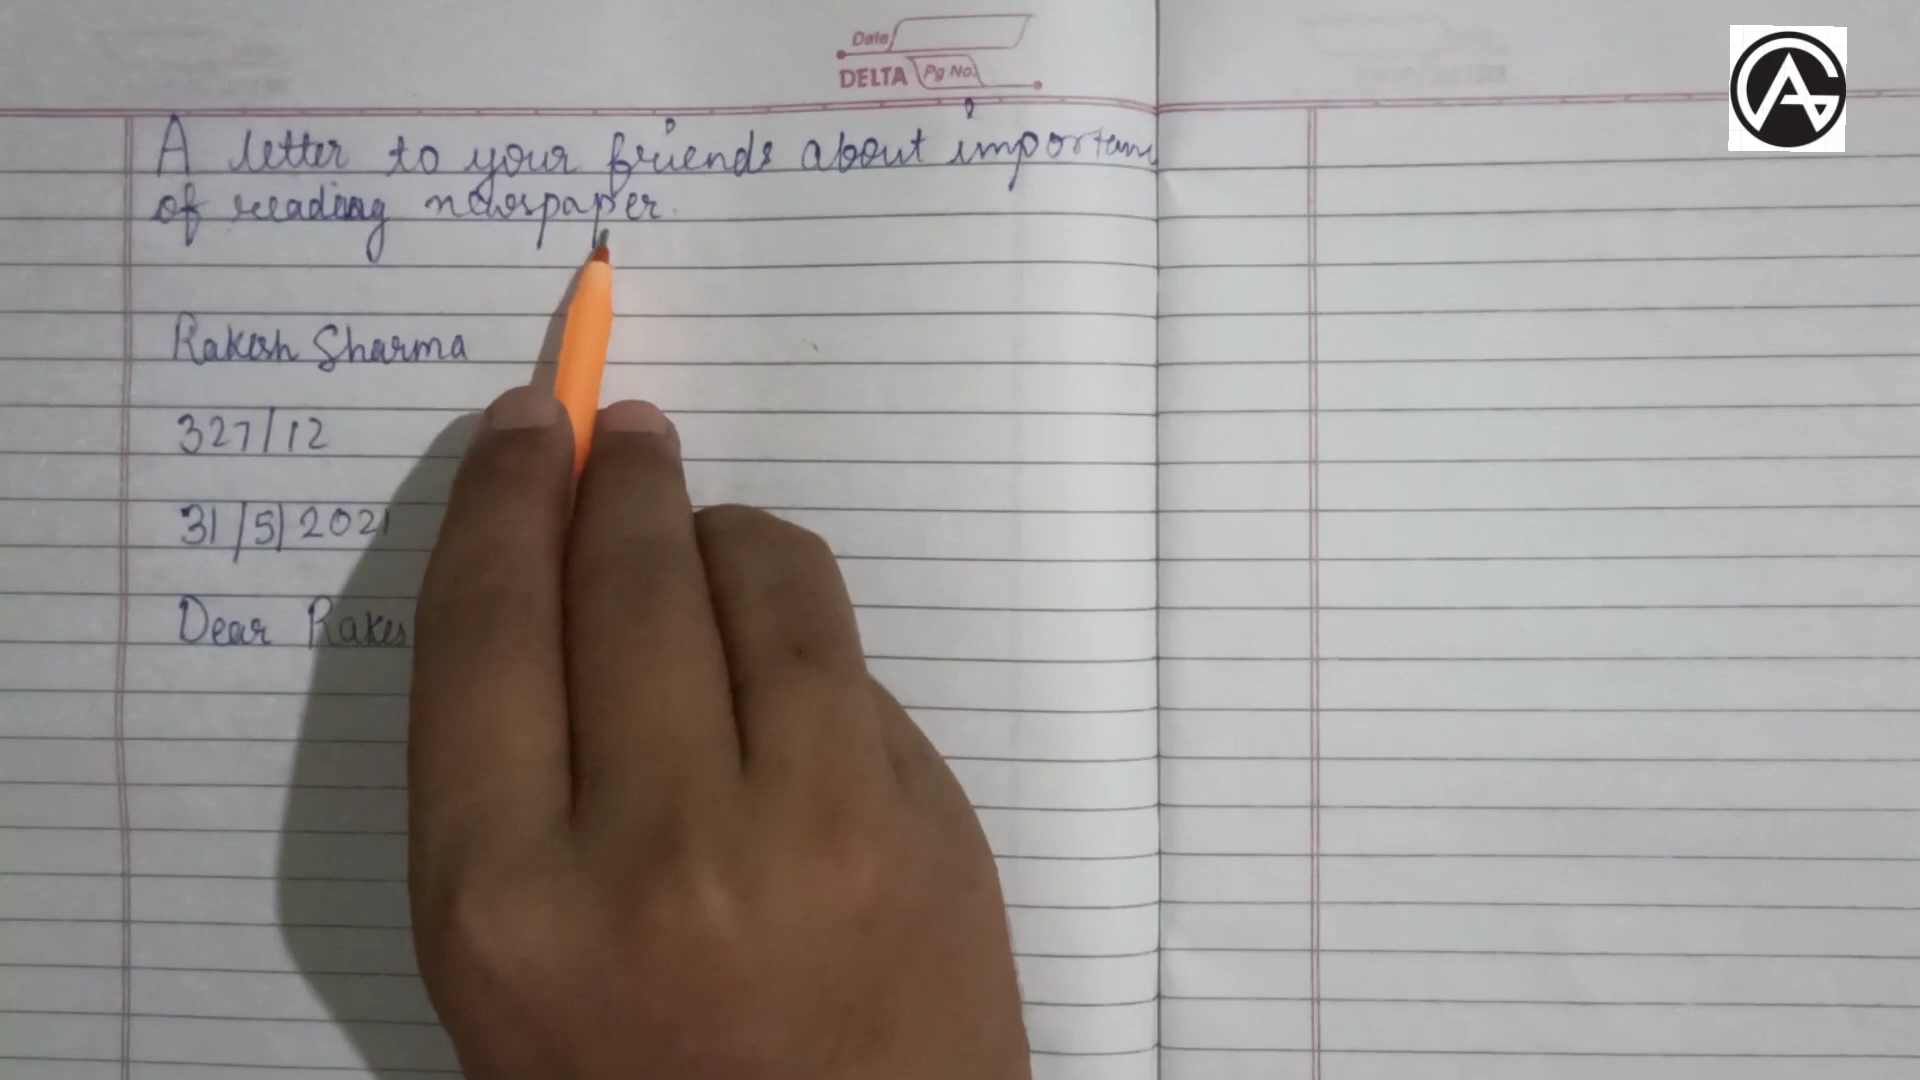 Date
DELTA Pg No.
A letter to your friends about importanc
of reading newspaper.
Rakesh Sharma
327/12
31/5/2021
Dear Rakes